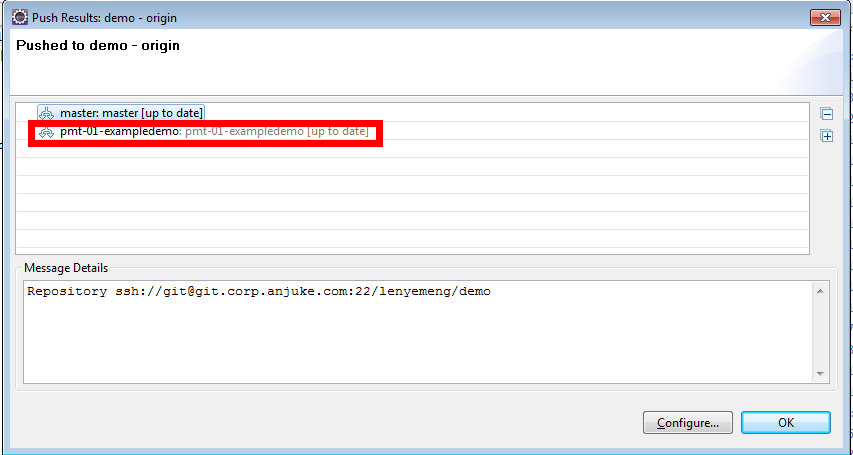 Push Results: demo - origin
Pushed to demo - origin
master: master [up to date]
pmt-01-exampledemo: pmt-01-exampledemo [up to date]
Message Details
Repository ssh://git@git.corp.anjuke.com:22/lenyemeng/demo
Configure... OK